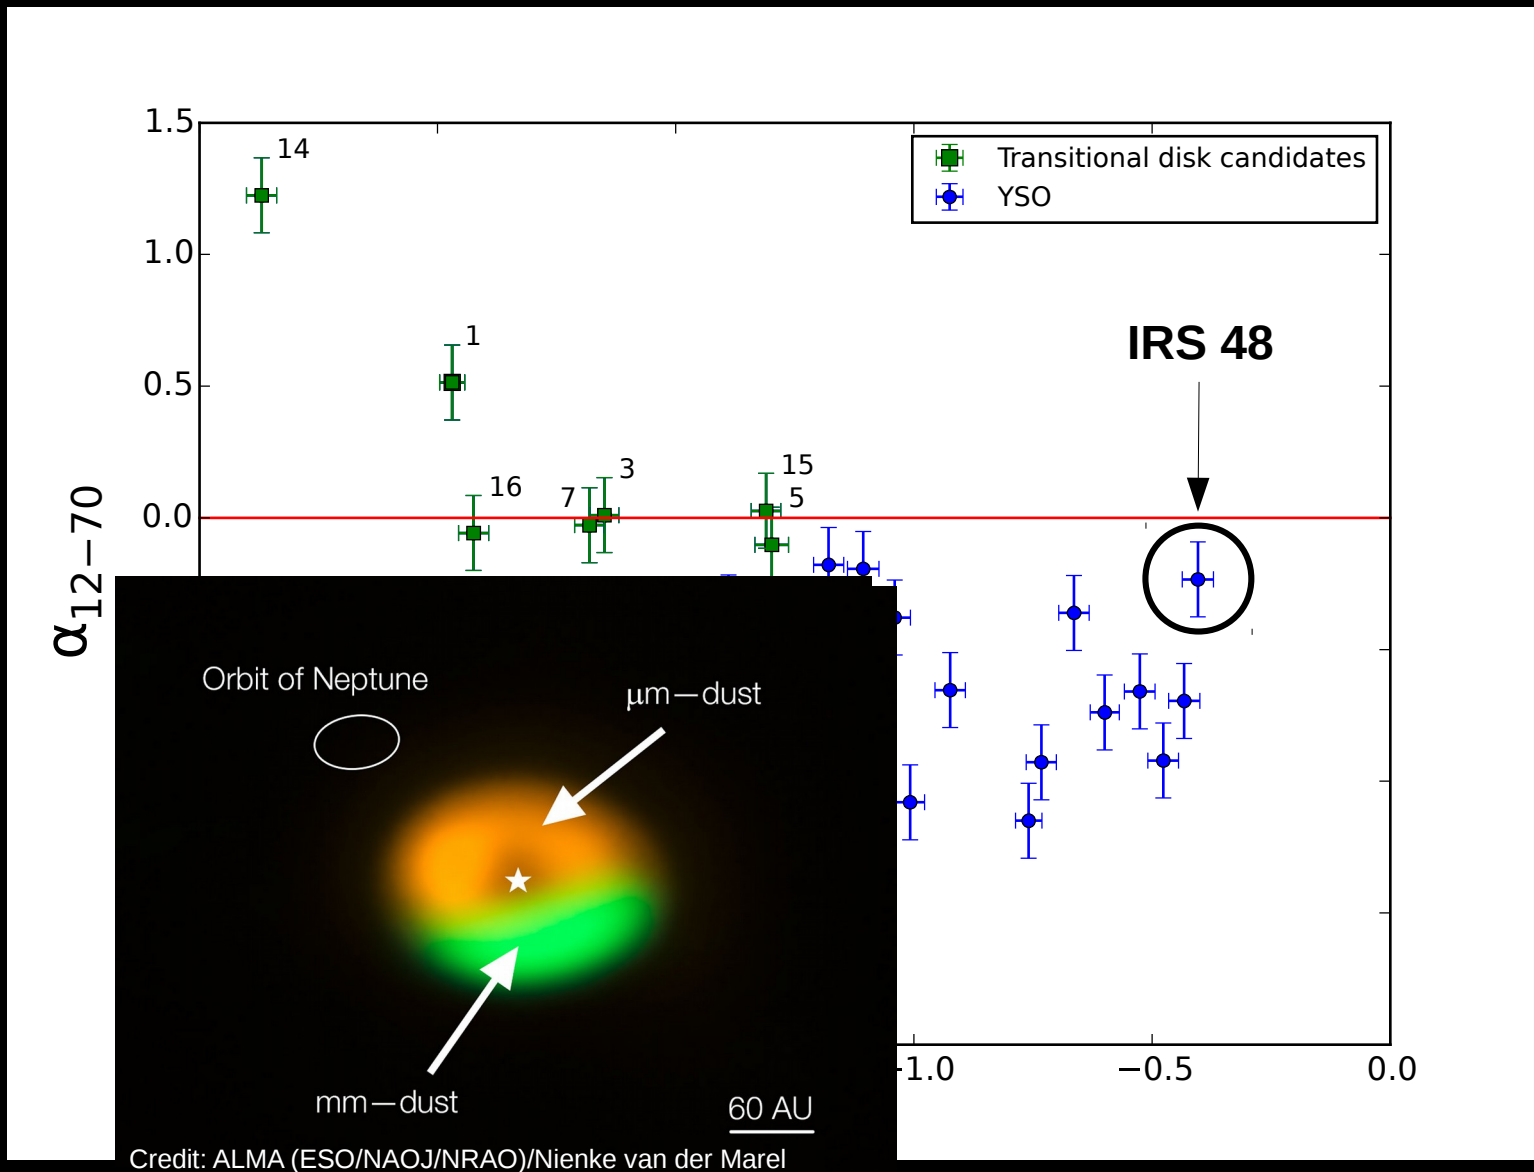 1.5
14
Transitional disk candidates
YSO
1.0
1
IRS 48
0.5
15
3
16
7
5
0.0
α12−70
Orbit of Neptune
μm—dust
-1.0
−0.5
0.0
mm—dust
60 AU
Credit: ALMA (ESO/NAOJ/NRAO)/Nienke van der Marel